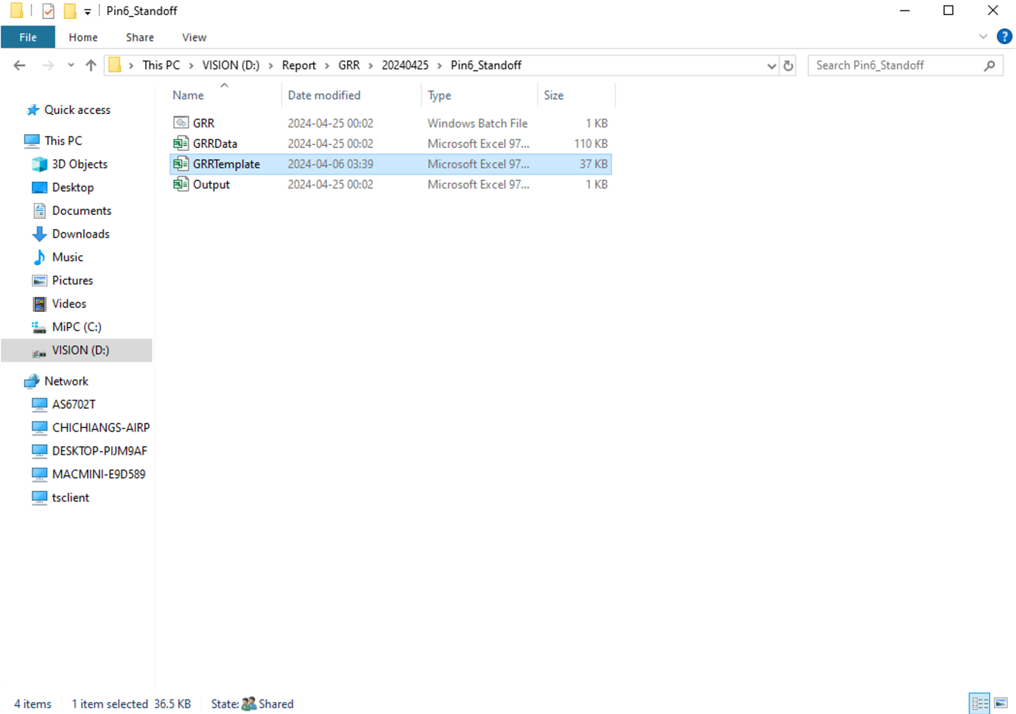 Pin6_Standoff
File Home Share View
This PC › VISION (D:) › Report › GRR › 20240425 › Pin6_Standoff
Search Pin6_Standoff
Name Date modified Type Size
GRR 2024-04-25 00:02 Windows Batch File 1 KB
GRRData 2024-04-25 00:02 Microsoft Excel 97... 110 KB
GRRTemplate 2024-04-06 03:39 Microsoft Excel 97... 37 KB
Output 2024-04-25 00:02 Microsoft Excel 97... 1 KB
Quick access
This PC
3D Objects
Desktop
Documents
Downloads
Music
Pictures
Videos
MiPC (C:)
VISION (D:)
Network
AS6702T
CHICHIANGS-AIRP
DESKTOP-PIJM9AF
MACMINI-E9D589
tsclient
4 items 1 item selected 36.5 KB State: Shared